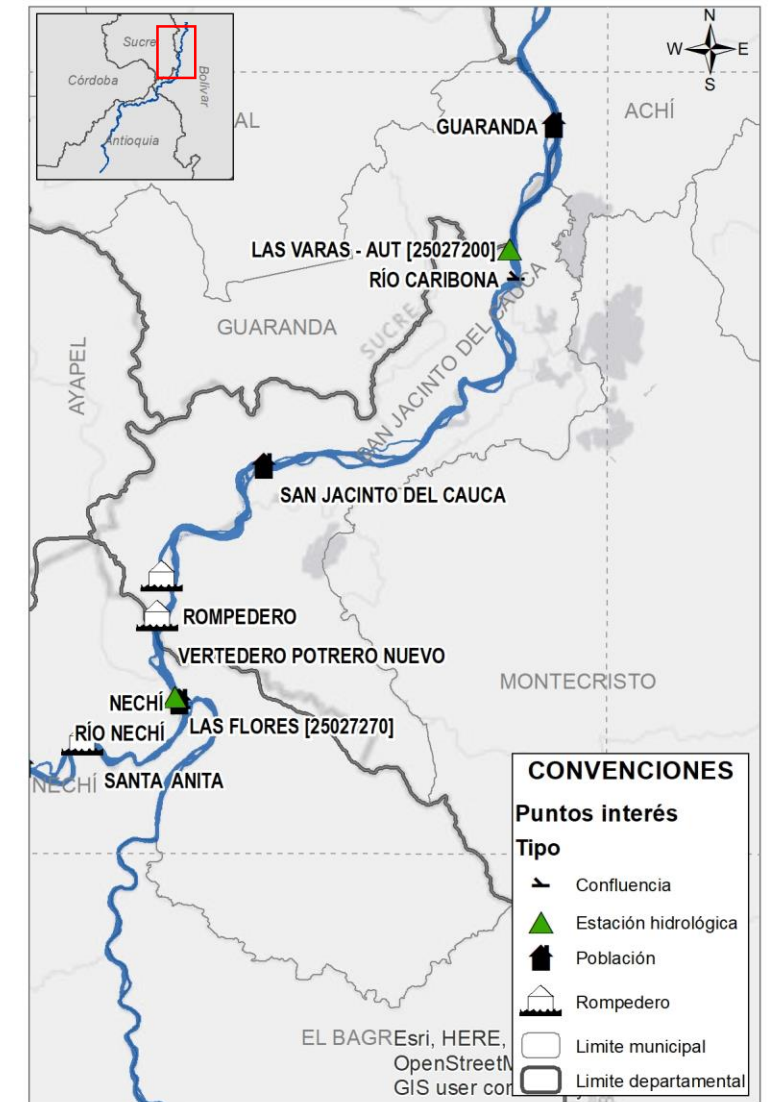 Sucre
Córdoba
Bolívar
Antioquia
N
W
E
S
AL
ACHÍ
GUARANDA
LAS VARAS - AUT [25027200]
RÍO CARIBONA
GUARANDA
SUCRE
SAN JACINTO DEL CAUCA
AYAPEL
SAN JACINTO DEL CAUCA
ROMPEDERO
VERTEDERO POTRERO NUEVO
MONTECRISTO
NECHÍ
LAS FLORES [25027270]
RÍO NECHÍ
NECHÍ
SANTA ANITA
CONVENCIONES
Puntos interés
Tipo
Confluencia
Estación hidrológica
Población
Rompedero
Limite municipal
Limite departamental
EL BAGRE
Esri, HERE,
GIS user